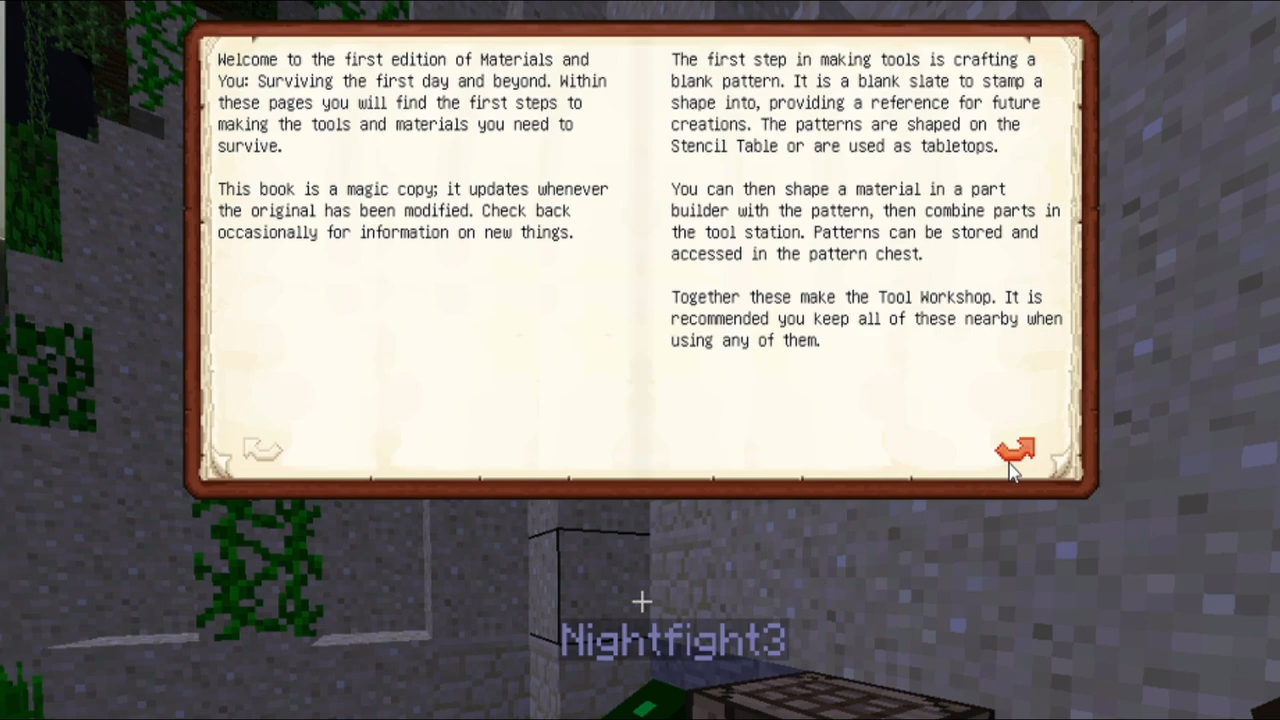 Welcome to the first edition of Materials and
You: Surviving the first day and beyond. Within
these pages you will find the first steps to
making the tools and materials you need to
survive.
This book is a magic copy; it updates whenever
the original has been modified. Check back
occasionally for information on new things.
The first step in making tools is crafting a
blank pattern. It is a blank slate to stamp a
shape into, providing a reference for future
creations. The patterns are shaped on the
Stencil Table or are used as tabletops.
You can then shape a material in a part
builder with the pattern, then combine parts in
the tool station. Patterns can be stored and
accessed in the pattern chest.
Together these make the Tool Workshop. It is
recommended you keep all of these nearby when
using any of them.
Nightfight3